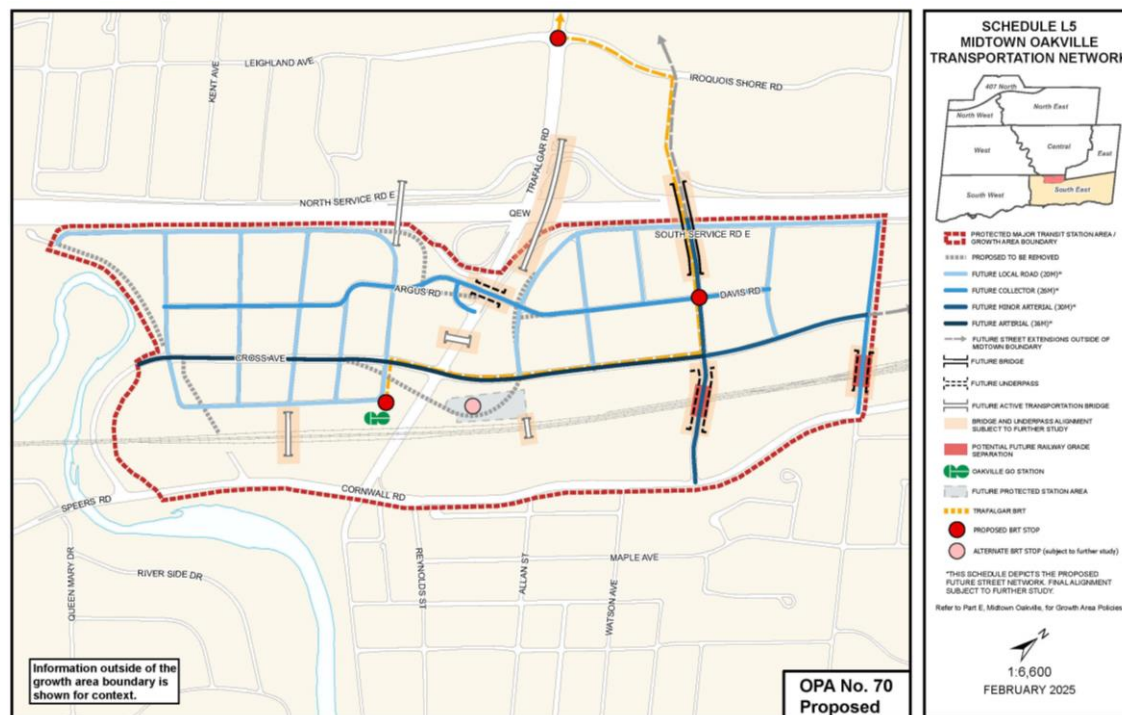 LEIGHLAND AVE
KENT AVE
IROQUOIS SHORE RD
TRAFALGAR RD
NORTH SERVICE RD E
QEW
SOUTH SERVICE RD E
ARGUS RD
DAVIS RD
CROSS AVE
SPEERS RD
CORNWALL RD
QUEEN MARY DR
RIVER SIDE DR
REYNOLDS ST
ALLAN ST
MAPLE AVE
WATSON AVE
Information outside of the
growth area boundary is
shown for context.
OPA No. 70
Proposed
SCHEDULE L5
MIDTOWN OAKVILLE
TRANSPORTATION NETWORK
407 North
North West
North East
West
Central
East
South West
South East
PROTECTED MAJOR TRANSIT STATION AREA /
GROWTH AREA BOUNDARY
PROPOSED TO BE REMOVED
FUTURE LOCAL ROAD (20M)*
FUTURE COLLECTOR (26M)*
FUTURE MINOR ARTERIAL (30M)*
FUTURE ARTERIAL (36M)*
FUTURE STREET EXTENSIONS OUTSIDE OF
MIDTOWN BOUNDARY
FUTURE BRIDGE
FUTURE UNDERPASS
FUTURE ACTIVE TRANSPORTATION BRIDGE
BRIDGE AND UNDERPASS ALIGNMENT
SUBJECT TO FURTHER STUDY
POTENTIAL FUTURE RAILWAY GRADE
SEPARATION
OAKVILLE GO STATION
FUTURE PROTECTED STATION AREA
TRAFALGAR BRT
PROPOSED BRT STOP
ALTERNATE BRT STOP (subject to further study)
*THIS SCHEDULE DEPICTS THE PROPOSED
FUTURE STREET NETWORK. FINAL ALIGNMENT
SUBJECT TO FURTHER STUDY.
Refer to Part E, Midtown Oakville, for Growth Area Policies
N
1:6,600
FEBRUARY 2025